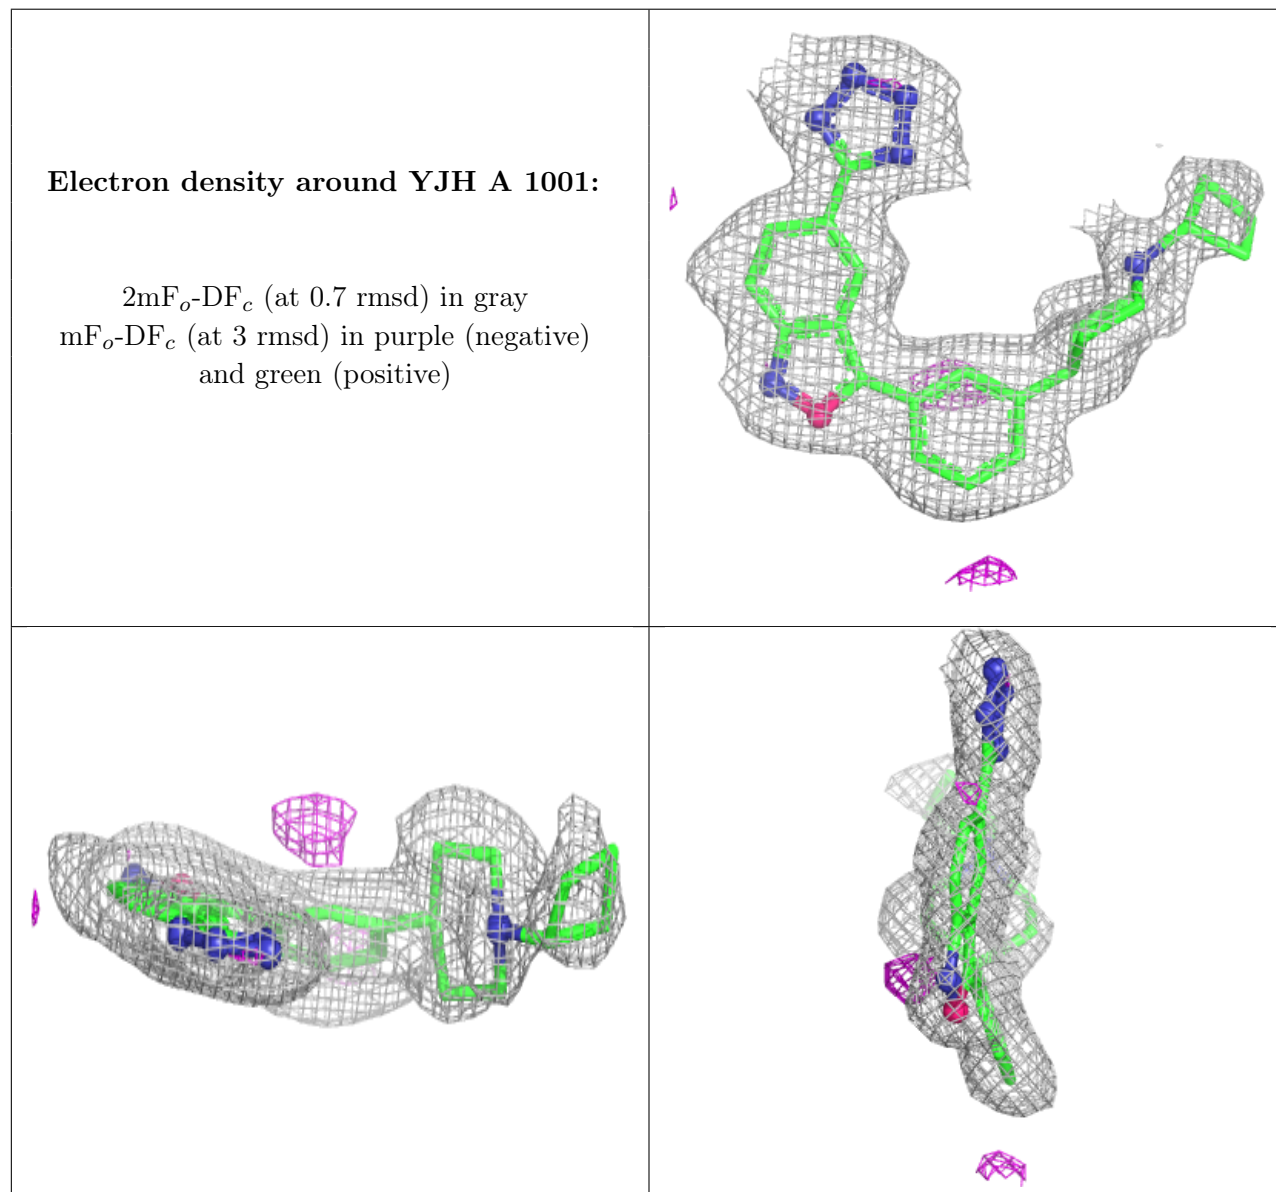 Electron density around YJH A 1001:
2mFo-DFc (at 0.7 rmsd) in gray
mFo-DFc (at 3 rmsd) in purple (negative)
and green (positive)